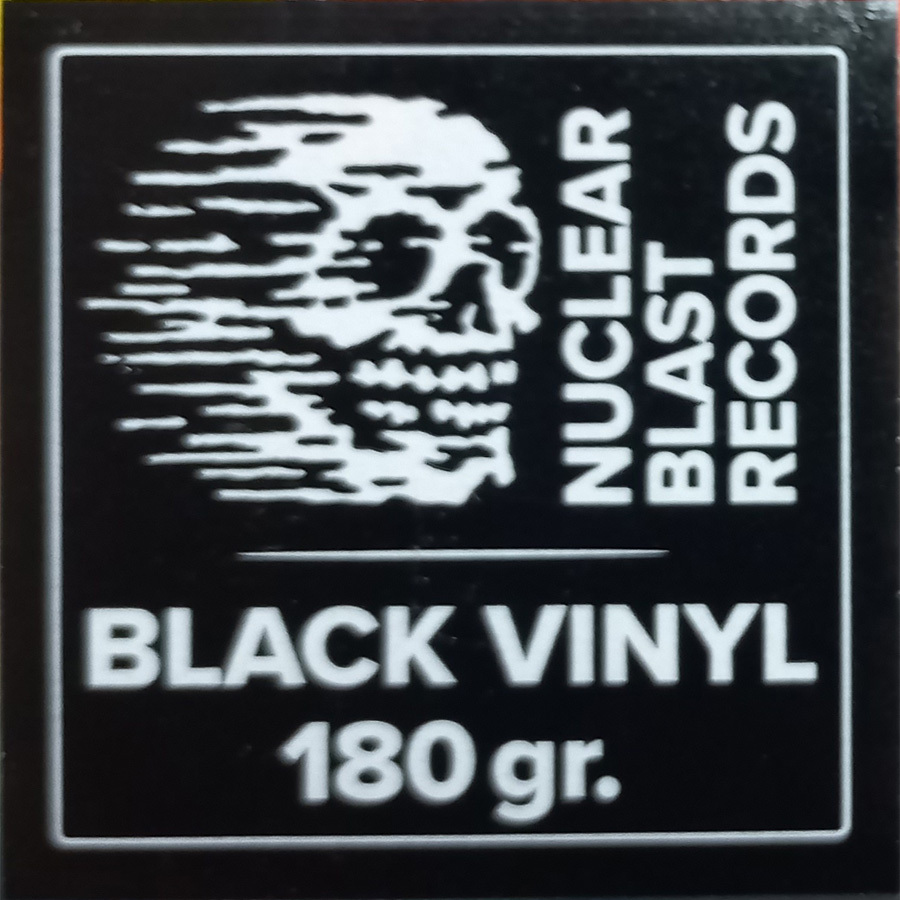 NUCLEAR
BLAST
RECORDS
BLACK VINYL
180 gr.